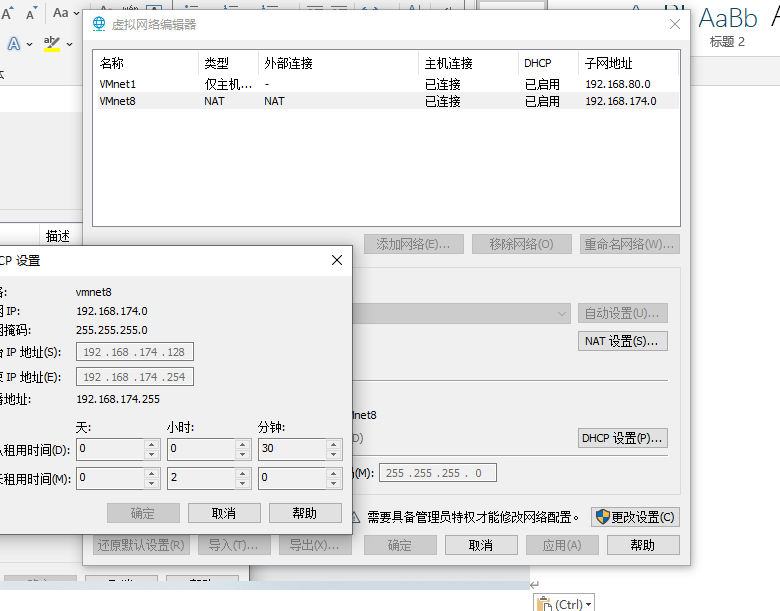 Aa
虚拟网络编辑器
AaBb
标题 2
名称 类型 外部连接 主机连接 DHCP 子网地址
VMnet1 仅主机... - 已连接 已启用 192.168.80.0
VMnet8 NAT NAT 已连接 已启用 192.168.174.0
描述
添加网络(E)... 移除网络(O) 重命名网络(W)...
CP 设置
vmnet8
IP: 192.168.174.0
掩码: 255.255.255.0
IP 地址(S): 192 . 168 . 174 . 128
IP 地址(E): 192 . 168 . 174 . 254
地址: 192.168.174.255
天: 小时: 分钟:
租用时间(D): 0 0 30
租用时间(M): 0 2 0
确定 取消 帮助
自动设置(U)...
NAT 设置(S)...
net8
D)
DHCP 设置(P)...
(M): 255 . 255 . 255 . 0
需要具备管理员特权才能修改网络配置。 更改设置(C)
还原默认设置(R) 导入(T)... 导出(X)... 确定 取消 应用(A) 帮助
(Ctrl)